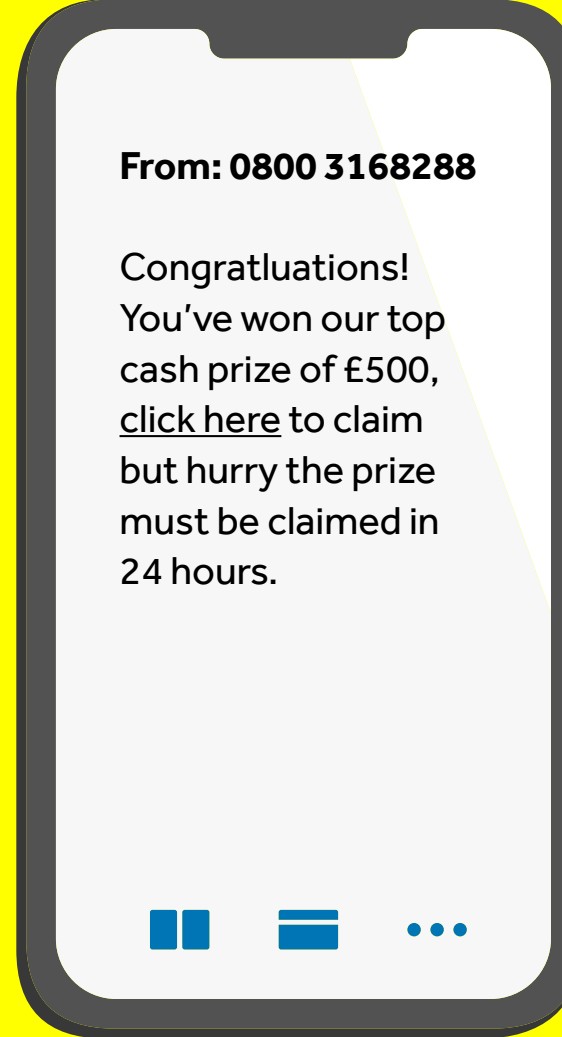 From: 0800 3168288
Congratluations!
You’ve won our top
cash prize of £500,
click here to claim
but hurry the prize
must be claimed in
24 hours.